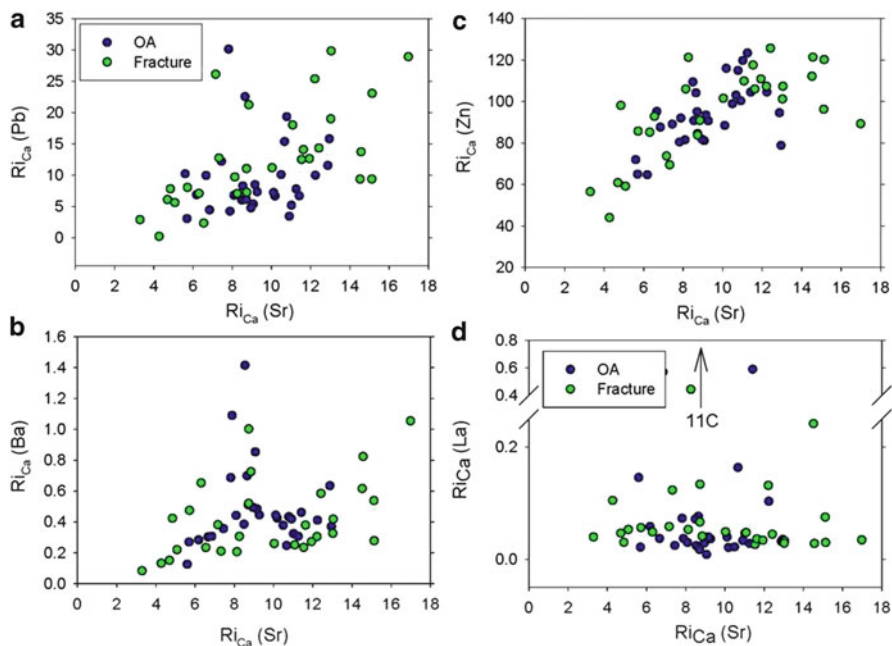 a
OA
Fracture
35
30
25
20
15
10
5
0
Ri_Ca (Pb)
0 2 4 6 8 10 12 14 16 18
Ri_Ca (Sr)
c
140
120
100
80
60
40
20
Ri_Ca (Zn)
0 2 4 6 8 10 12 14 16 18
Ri_Ca (Sr)
b
1.6
1.4
1.2
1.0
0.8
0.6
0.4
0.2
0.0
Ri_Ca (Ba)
0 2 4 6 8 10 12 14 16 18
Ri_Ca (Sr)
d
OA
Fracture
11C
0.8
0.6
0.4
0.2
0.0
RiCa (La)
0 2 4 6 8 10 12 14 16 18
RiCa (Sr)